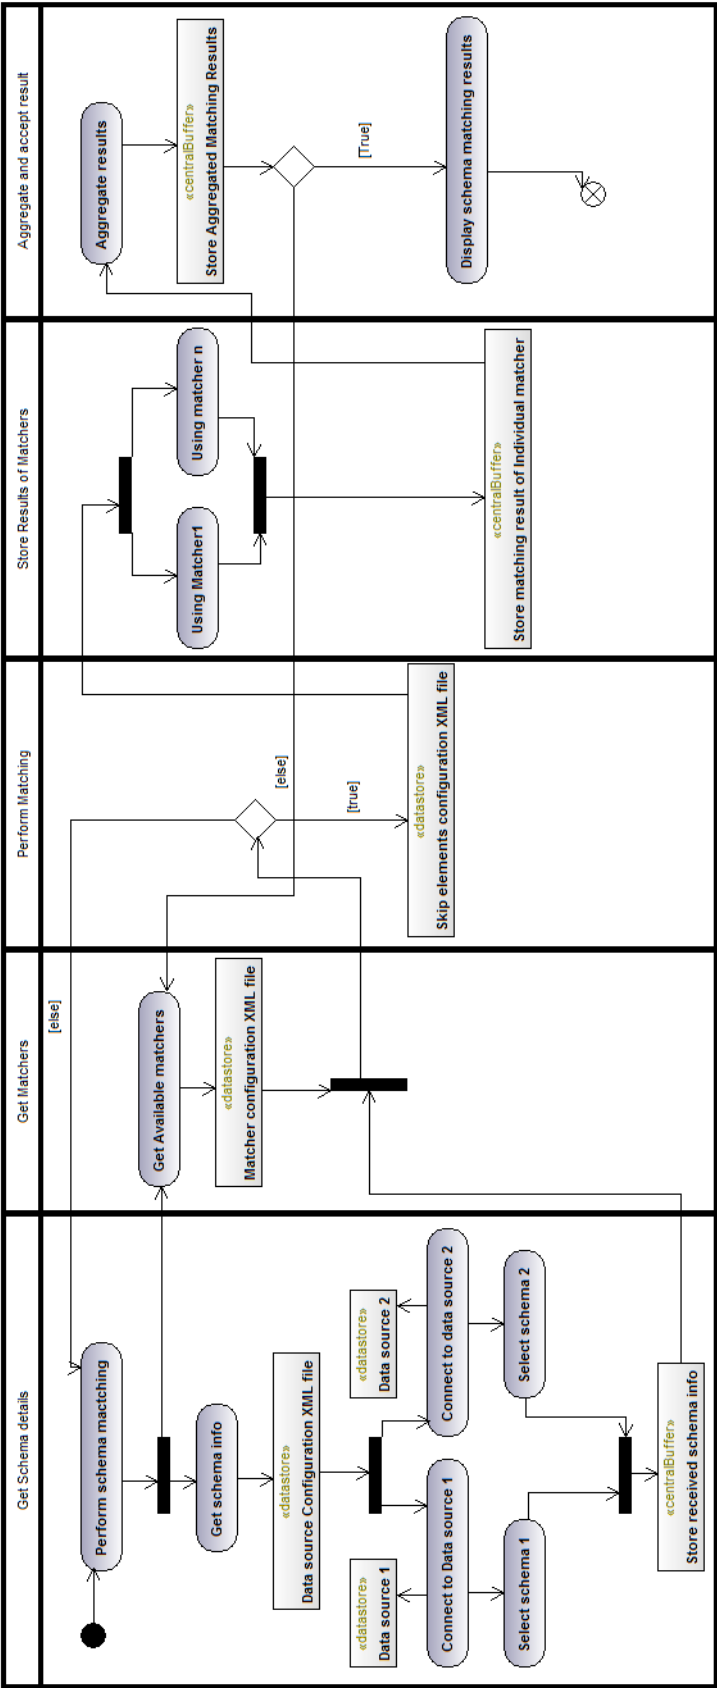 Get Schema details
Perform schema mactching
Get schema info
«datastore»
Data source Configuration XML file
«datastore»
Data source 1
«datastore»
Data source 2
Connect to Data source 1
Connect to data source 2
Select schema 1
Select schema 2
«centralBuffer»
Store received schema info
Get Matchers
[else]
Get Available matchers
«datastore»
Matcher configuration XML file
Perform Matching
[else]
[true]
«datastore»
Skip elements configuration XML file
Store Results of Matchers
Using Matcher1
Using matcher n
«centralBuffer»
Store matching result of Individual matcher
Aggregate and accept result
Aggregate results
«centralBuffer»
Store Aggregated Matching Results
[True]
Display schema matching results